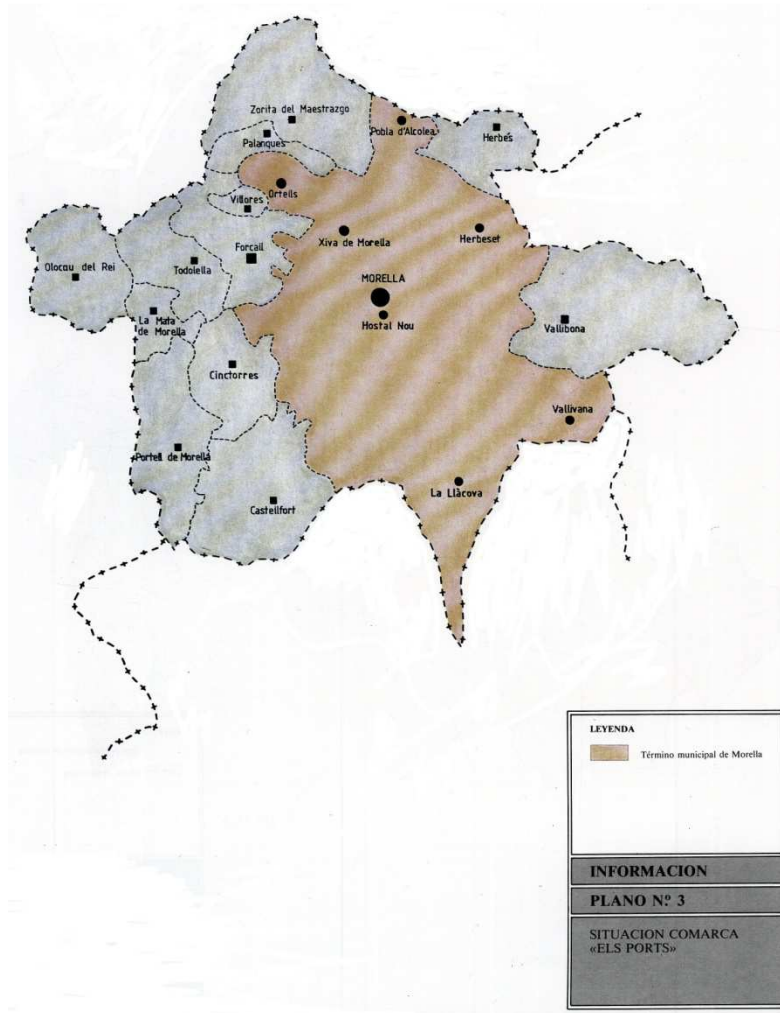 Zorita del Maestrazgo
Pobla d'Alcolea
Herbés
Palanques
Ortells
Villores
Xiva de Morella
Herbeset
Forcall
Olocau del Rei
Todolella
MORELLA
Hostal Nou
La Mata
de Morella
Vallibona
Cinctorres
Vallivana
Portell de Morella
La Llàcova
Castellfort
LEYENDA
Término municipal de Morella
INFORMACION
PLANO Nº 3
SITUACION COMARCA
«ELS PORTS»